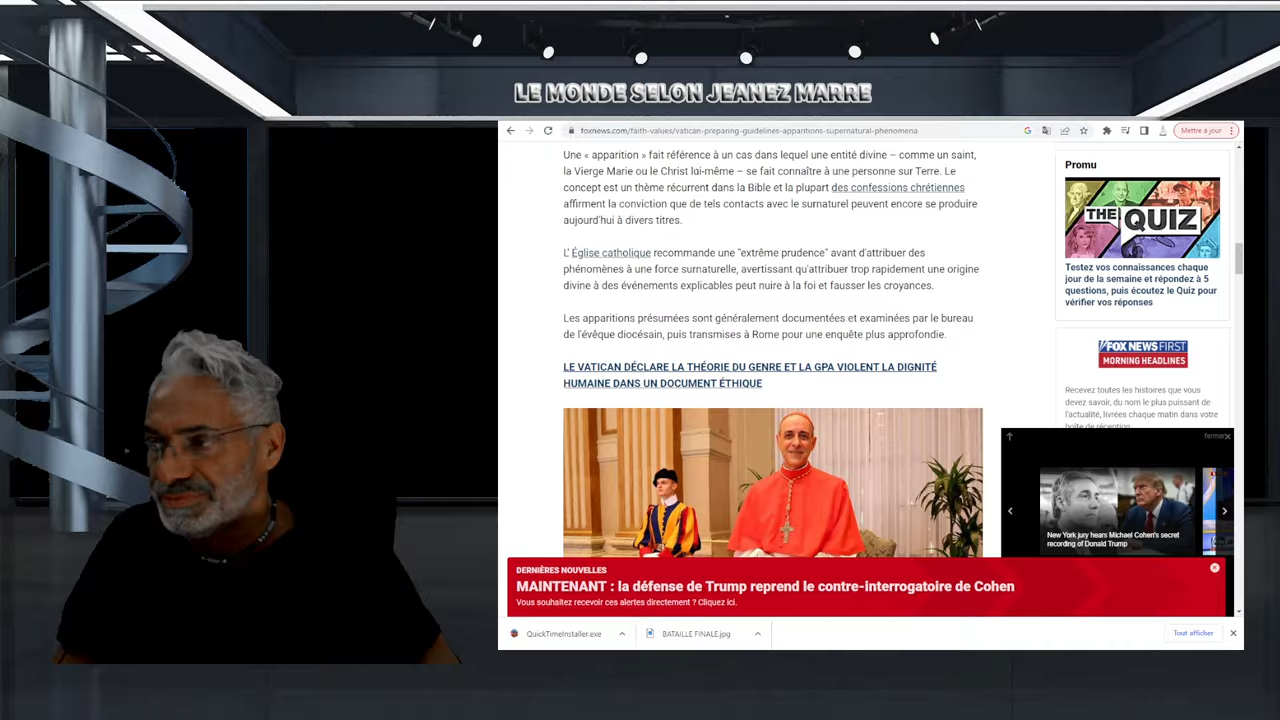 LE MONDE SELON JEANEZ MARRE
foxnews.com/faith-values/vatican-preparing-guidelines-apparitions-supernatural-phenomena
Mettre à jour
Une « apparition » fait référence à un cas dans lequel une entité divine – comme un saint,
la Vierge Marie ou le Christ lui-même – se fait connaître à une personne sur Terre. Le
concept est un thème récurrent dans la Bible et la plupart des confessions chrétiennes
affirment la conviction que de tels contacts avec le surnaturel peuvent encore se produire
aujourd'hui à divers titres.
L' Église catholique recommande une "extrême prudence" avant d'attribuer des
phénomènes à une force surnaturelle, avertissant qu'attribuer trop rapidement une origine
divine à des événements explicables peut nuire à la foi et fausser les croyances.
Les apparitions présumées sont généralement documentées et examinées par le bureau
de l'évêque diocésain, puis transmises à Rome pour une enquête plus approfondie.
LE VATICAN DÉCLARE LA THÉORIE DU GENRE ET LA GPA VIOLENT LA DIGNITÉ
HUMAINE DANS UN DOCUMENT ÉTHIQUE
Promu
THE QUIZ
Testez vos connaissances chaque
jour de la semaine et répondez à 5
questions, puis écoutez le Quiz pour
vérifier vos réponses
FOX NEWS FIRST
MORNING HEADLINES
Recevez toutes les histoires que vous
devez savoir, du nom le plus puissant de
l'actualité, livrées chaque matin dans votre
boîte de réception.
fermer
New York jury hears Michael Cohen's secret
recording of Donald Trump
DERNIÈRES NOUVELLES
MAINTENANT : la défense de Trump reprend le contre-interrogatoire de Cohen
Vous souhaitez recevoir ces alertes directement ? Cliquez ici.
QuickTimeInstaller.exe
BATAILLE FINALE.jpg
Tout afficher